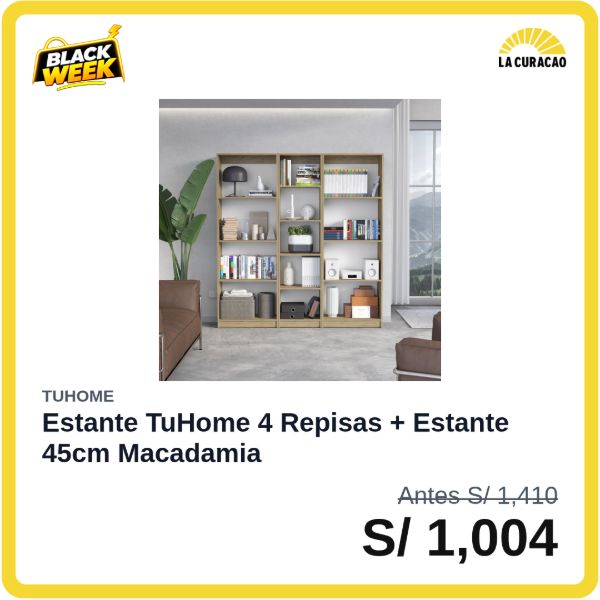 BLACK
WEEK
LA CURACAO
TUHOME
Estante TuHome 4 Repisas + Estante
45cm Macadamia
Antes S/ 1,410
S/ 1,004